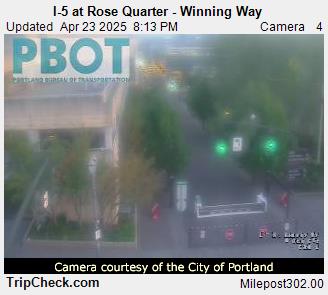 I-5 at Rose Quarter - Winning Way
Updated Apr 23 2025 8:13 PM Camera 4
PBOT
PORTLAND BUREAU OF TRANSPORTATION
Camera courtesy of the City of Portland
TripCheck.com Milepost302.00